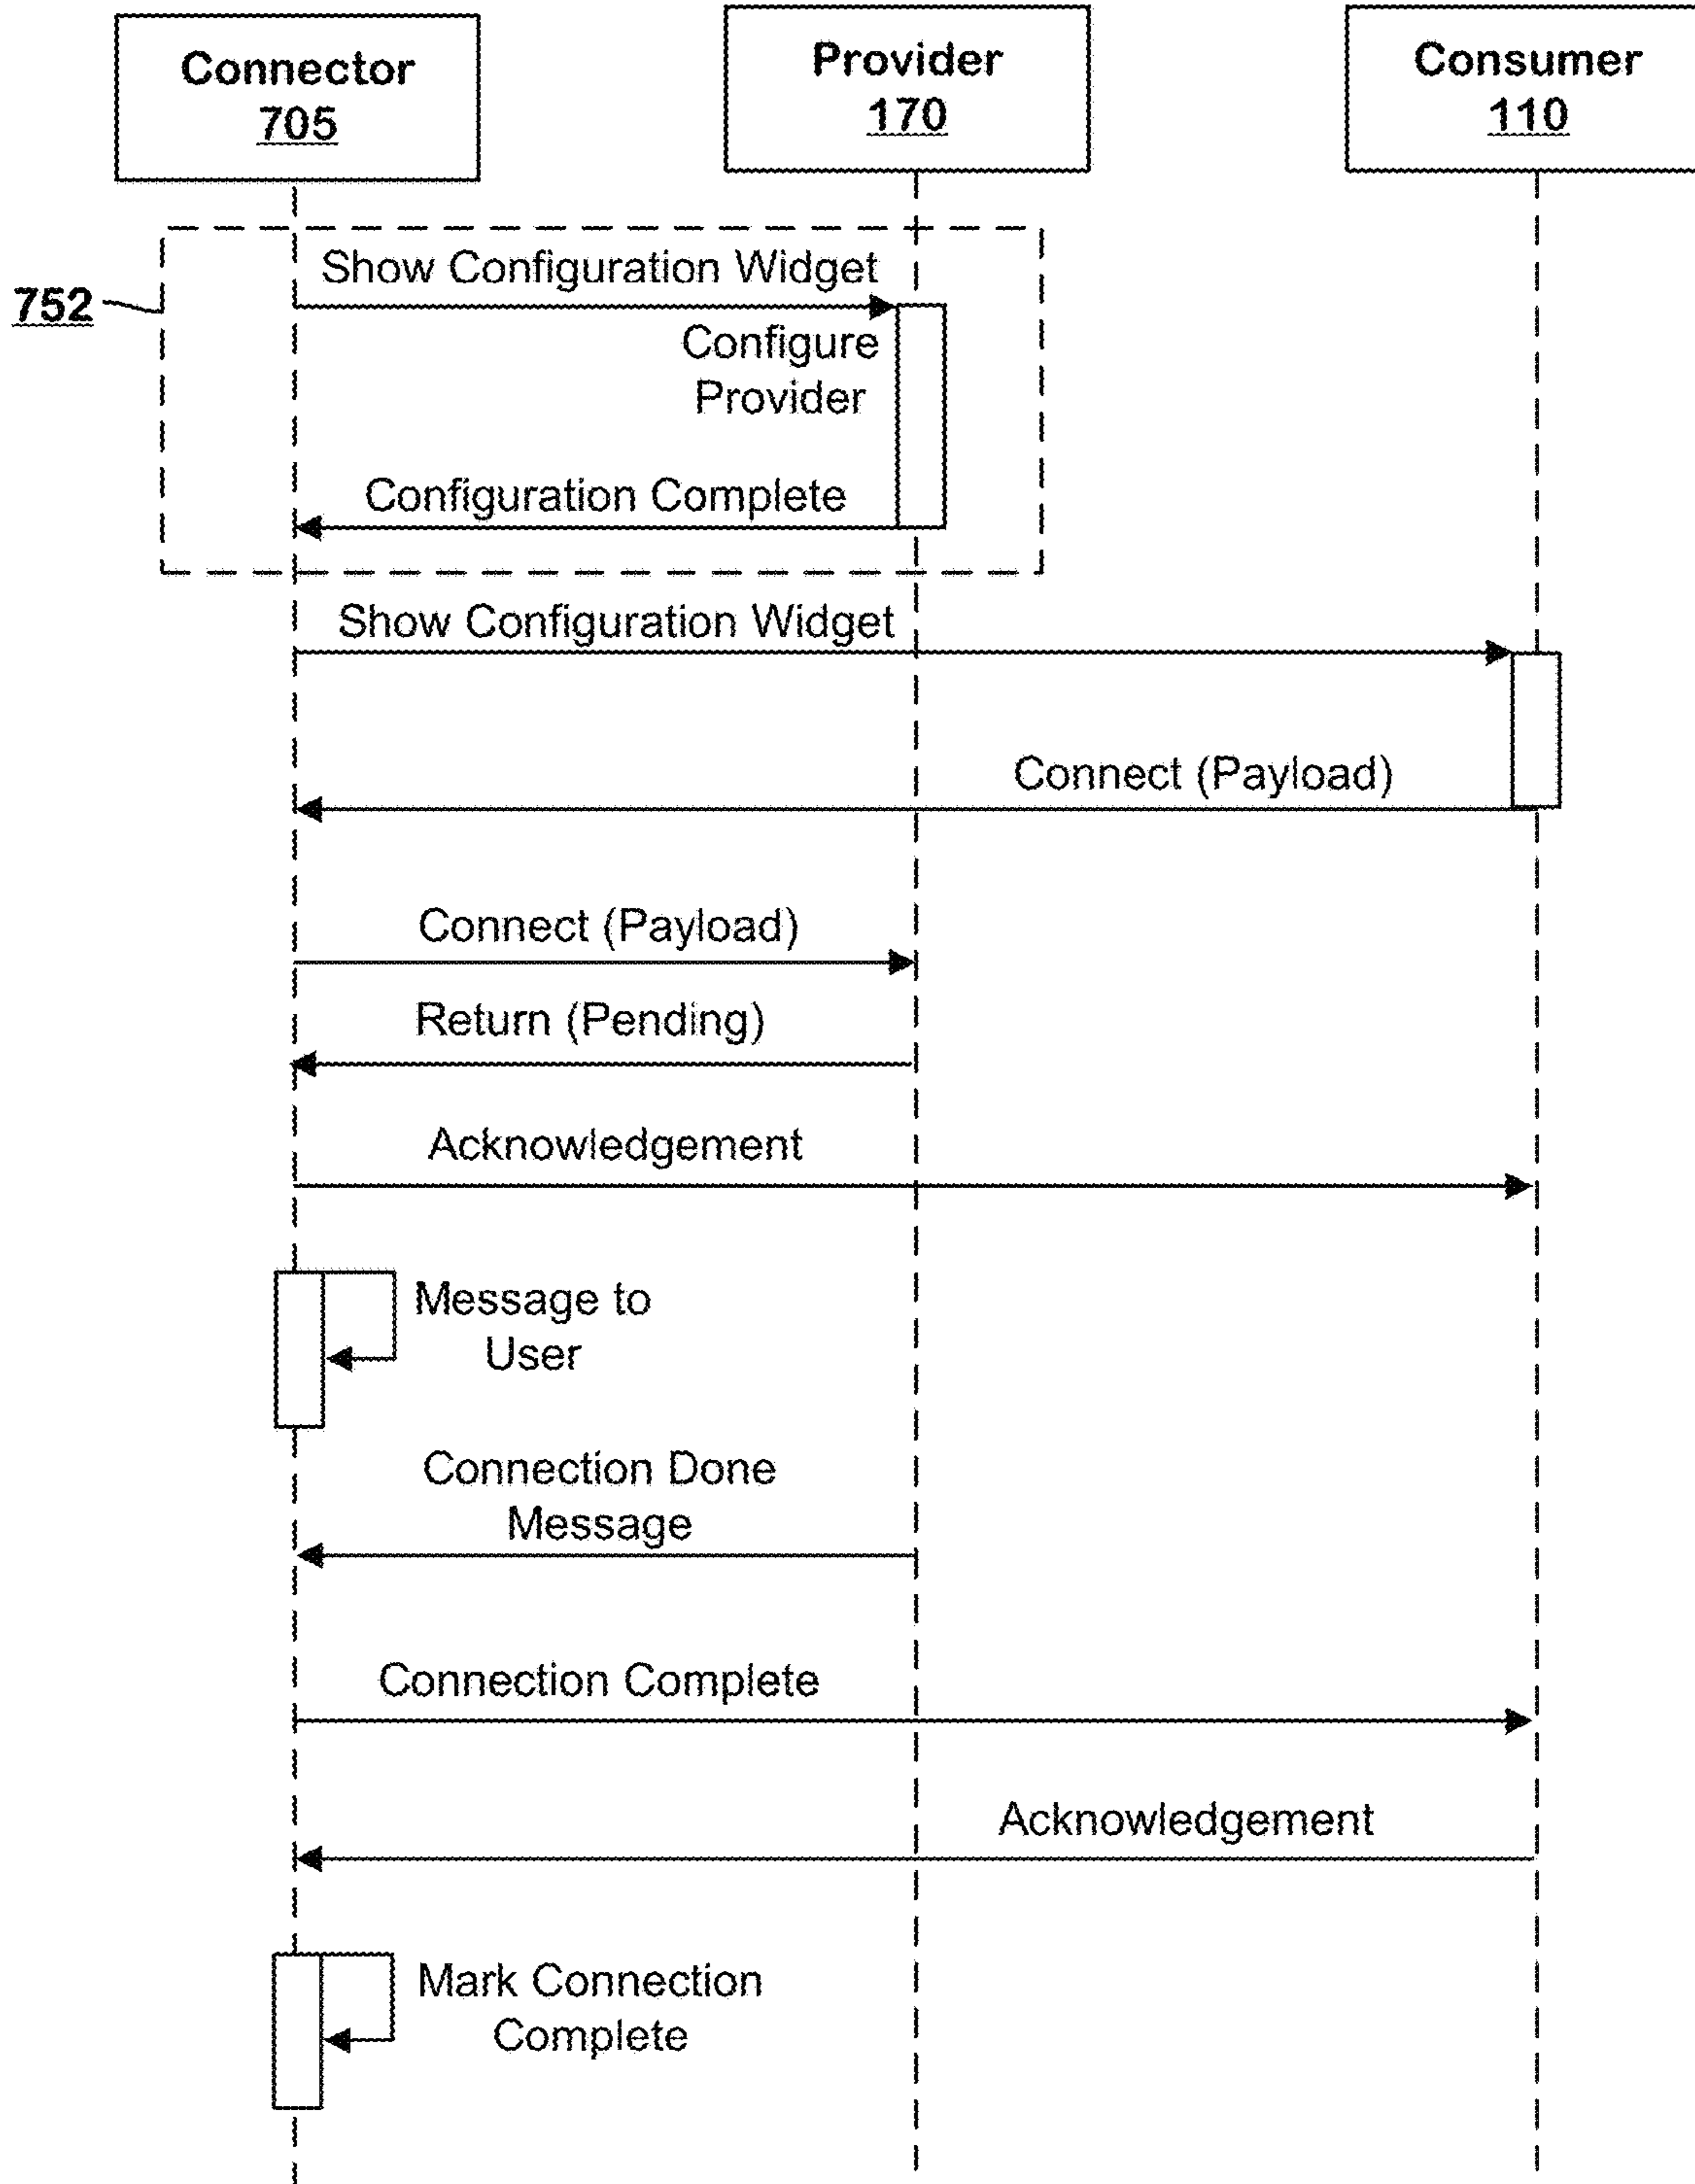 Connector
705
Provider
170
Consumer
110
752
Show Configuration Widget
Configure
Provider
Configuration Complete
Show Configuration Widget
Connect (Payload)
Connect (Payload)
Return (Pending)
Acknowledgement
Message to
User
Connection Done
Message
Connection Complete
Acknowledgement
Mark Connection
Complete